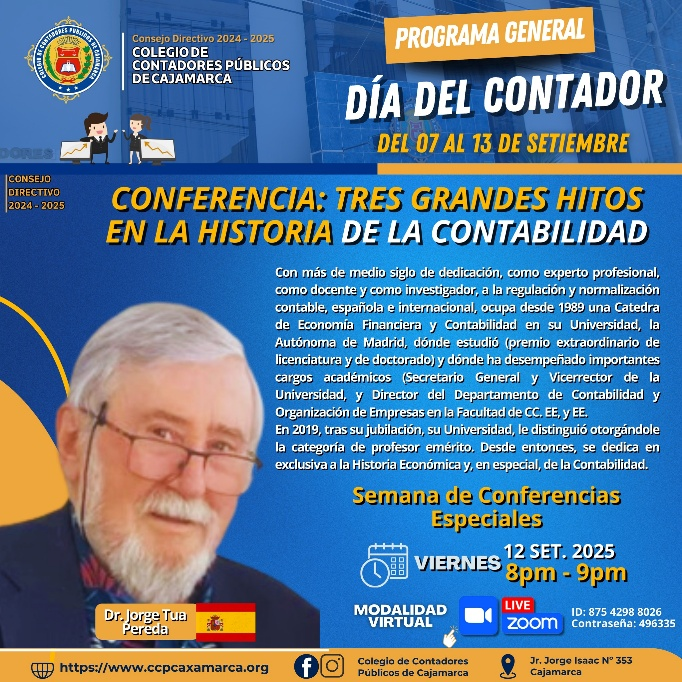 COLEGIO DE CONTADORES PÚBLICOS DE CAJAMARCA
Consejo Directivo 2024 - 2025
COLEGIO
DE CONTADORES PÚBLICOS
DE CAJAMARCA
PROGRAMA GENERAL
DÍA DEL CONTADOR
DEL 07 AL 13 DE SETIEMBRE
CONSEJO
DIRECTIVO
2024 - 2025
CONFERENCIA: TRES GRANDES HITOS
EN LA HISTORIA DE LA CONTABILIDAD
Con más de medio siglo de dedicación, como experto profesional,
como docente y como investigador, a la regulación y normalización
contable, española e internacional, ocupa desde 1989 una Catedra
de Economía Financiera y Contabilidad en su Universidad, la
Autónoma de Madrid, dónde estudió (premio extraordinario de
licenciatura y de doctorado) y dónde ha desempeñado importantes
cargos académicos (Secretario General y Vicerrector de la
Universidad, y Director del Departamento de Contabilidad y
Organización de Empresas en la Facultad de CC. EE, y EE.
En 2019, tras su jubilación, su Universidad, le distinguió otorgándole
la categoría de profesor emérito. Desde entonces, se dedica en
exclusiva a la Historia Económica y, en especial, de la Contabilidad.
Semana de Conferencias
Especiales
VIERNES
12 SET. 2025
8pm - 9pm
MODALIDAD
VIRTUAL
LIVE
zoom
ID: 875 4298 8026
Contraseña: 496335
Dr. Jorge Tua
Pereda
https://www.ccpcaxamarca.org
Colegio de Contadores
Públicos de Cajamarca
Jr. Jorge Isaac N° 353
Cajamarca